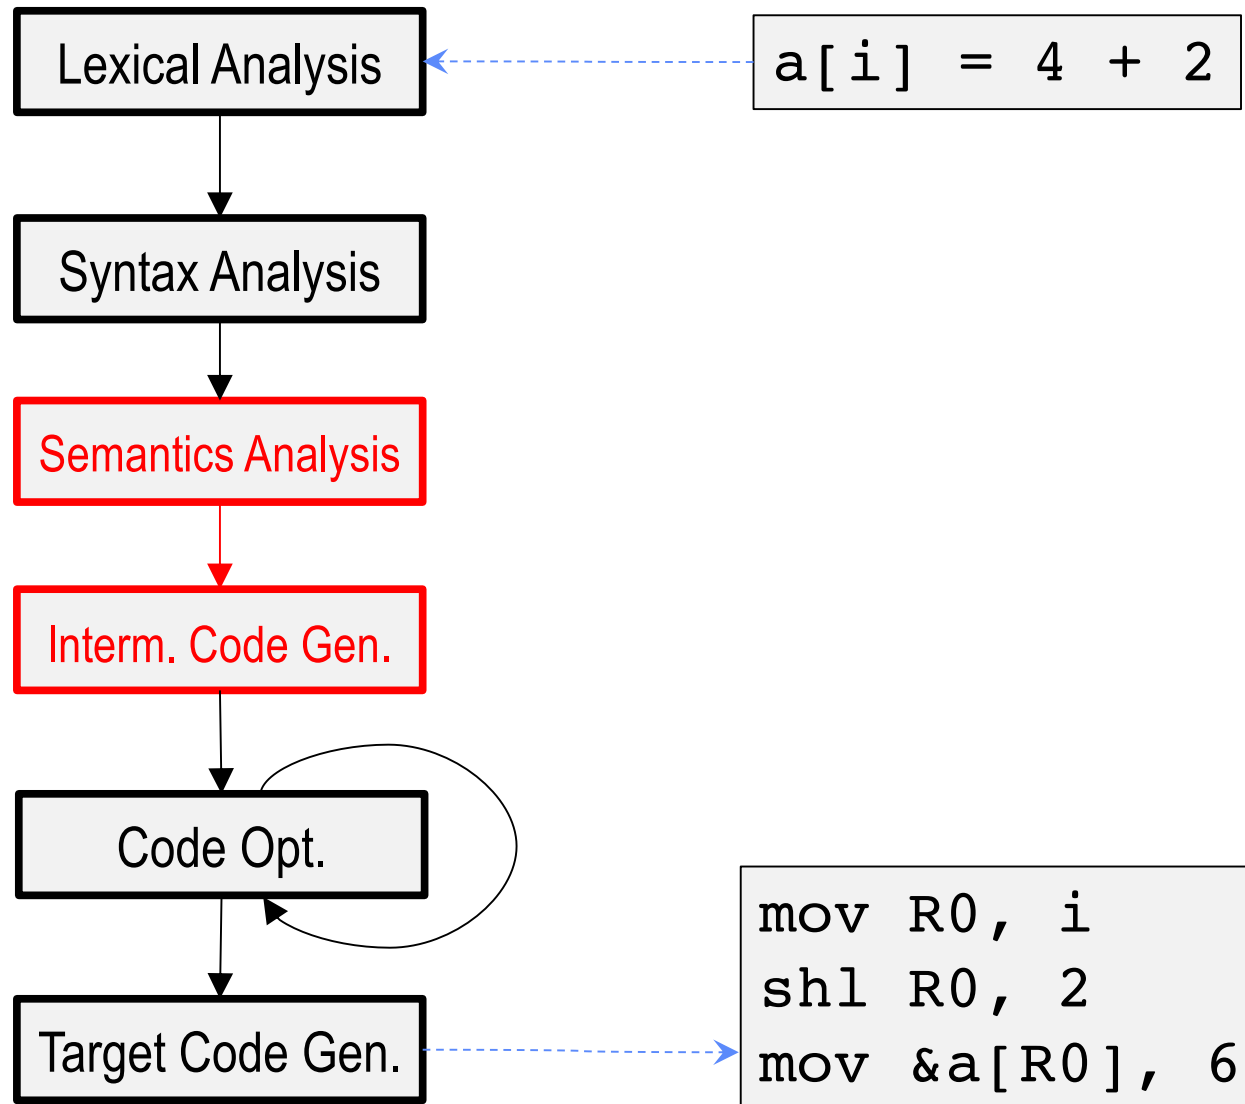 Lexical Analysis
a[i] = 4 + 2
Syntax Analysis
Semantics Analysis
Interm. Code Gen.
Code Opt.
Target Code Gen.
mov R0, i
shl R0, 2
mov &a[R0], 6